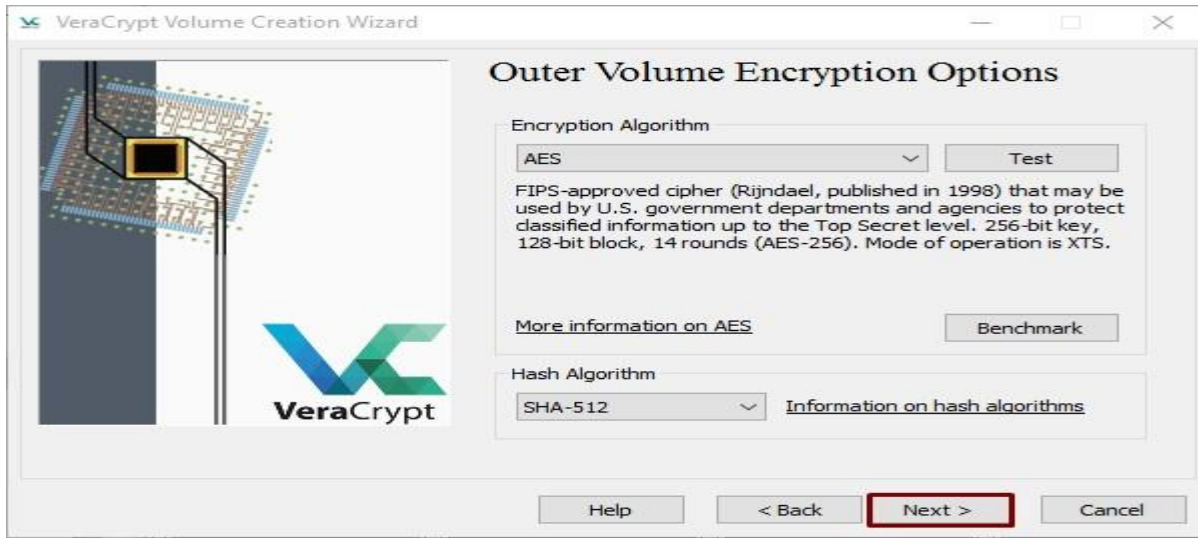 VeraCrypt Volume Creation Wizard
Outer Volume Encryption Options
Encryption Algorithm
AES
Test
FIPS-approved cipher (Rijndael, published in 1998) that may be
used by U.S. government departments and agencies to protect
classified information up to the Top Secret level. 256-bit key,
128-bit block, 14 rounds (AES-256). Mode of operation is XTS.
More information on AES
Benchmark
Hash Algorithm
SHA-512
Information on hash algorithms
VeraCrypt
Help
< Back
Next >
Cancel